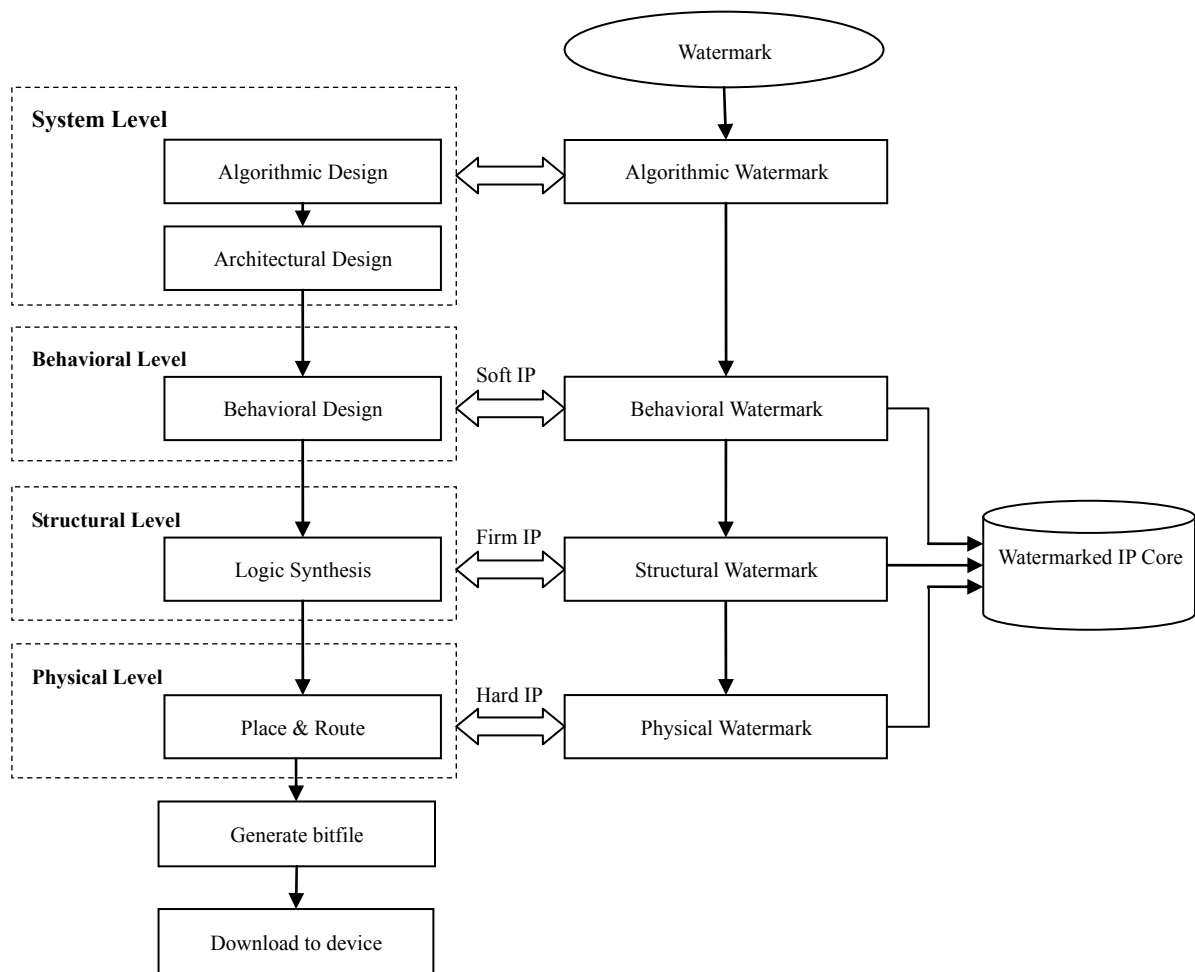 Watermark
System Level
Algorithmic Design
Algorithmic Watermark
Architectural Design
Behavioral Level
Soft IP
Behavioral Design
Behavioral Watermark
Structural Level
Firm IP
Logic Synthesis
Structural Watermark
Watermarked IP Core
Physical Level
Hard IP
Place & Route
Physical Watermark
Generate bitfile
Download to device